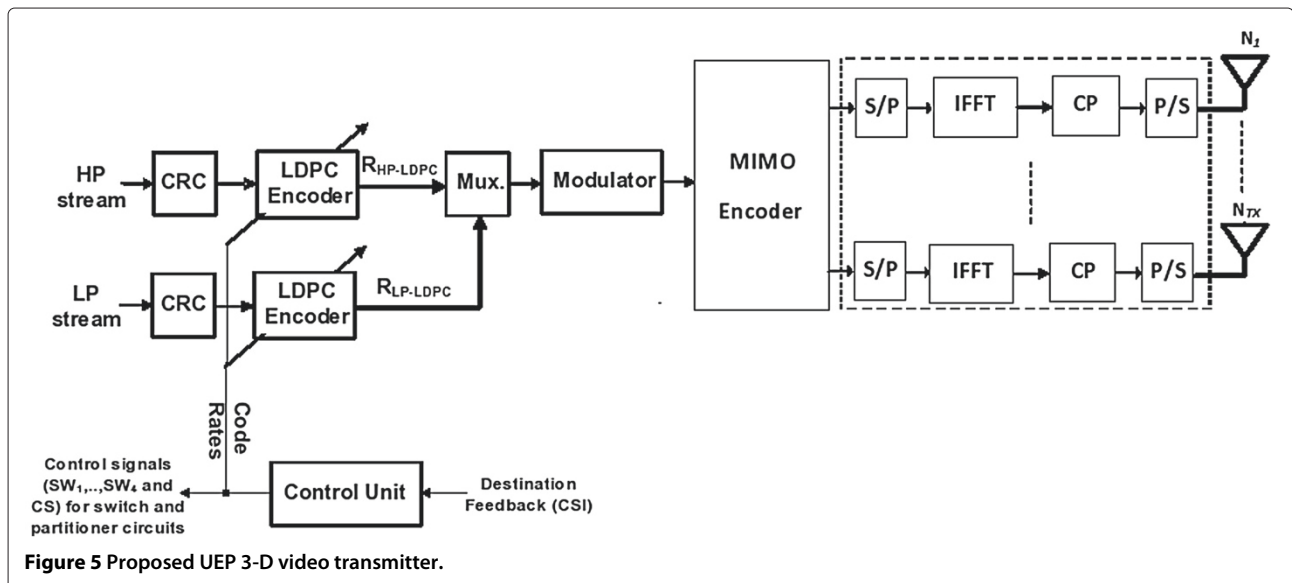 N₁
S/P
IFFT
CP
P/S
HP
stream
CRC
LDPC
Encoder
R_HP-LDPC
Mux.
Modulator
MIMO
Encoder
N_TX
S/P
IFFT
CP
P/S
LP
stream
CRC
LDPC
Encoder
R_LP-LDPC
Code
Rates
Control signals
(SW₁,..,SW₄ and
CS) for switch and
partitioner circuits
Control Unit
Destination
Feedback (CSI)
Figure 5 Proposed UEP 3-D video transmitter.